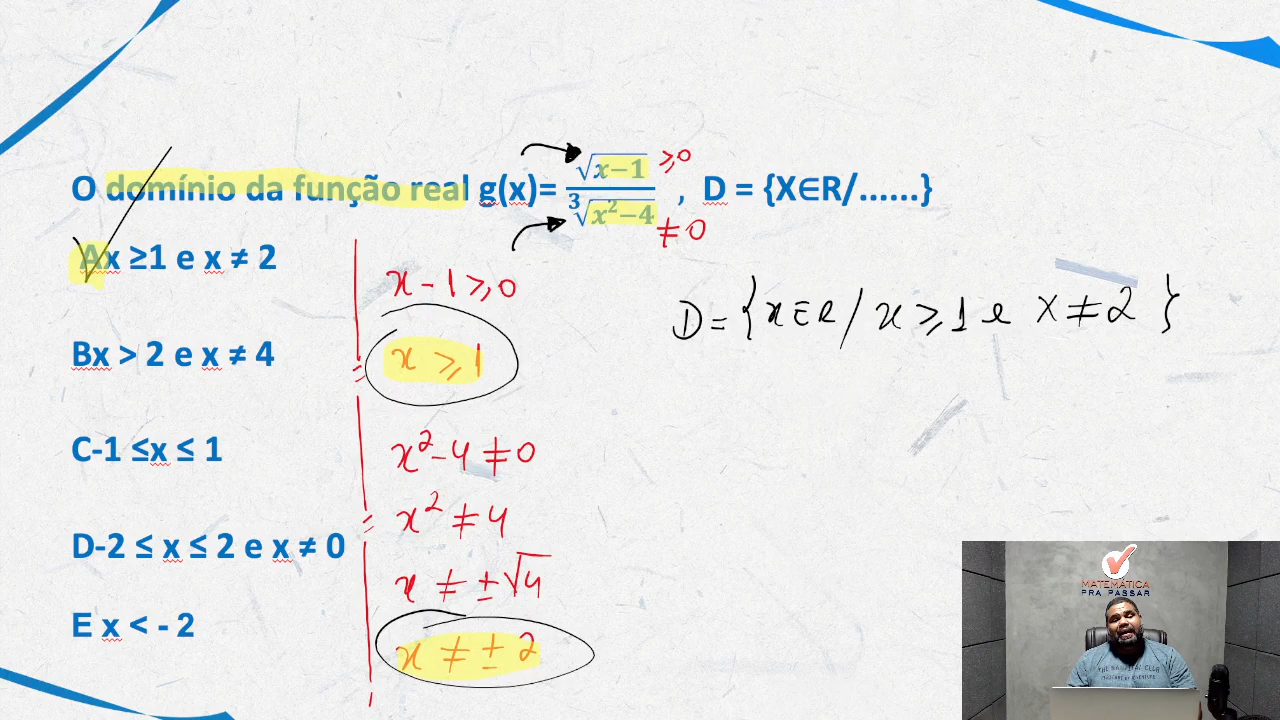 O domínio da função real g(x)= √x−1 / ∛x²−4 , D = {X∈R/......}
≥0
≠0
Ax ≥1 e x ≠ 2
Bx > 2 e x ≠ 4
C-1 ≤x ≤ 1
D-2 ≤ x ≤ 2 e x ≠ 0
E x < - 2
x - 1 ≥ 0
x ≥ 1
x² - 4 ≠ 0
x² ≠ 4
x ≠ ± √4
x ≠ ± 2
D = { x ∈ R / x ≥ 1 e X ≠ 2 }
MATEMÁTICA
PRA PASSAR